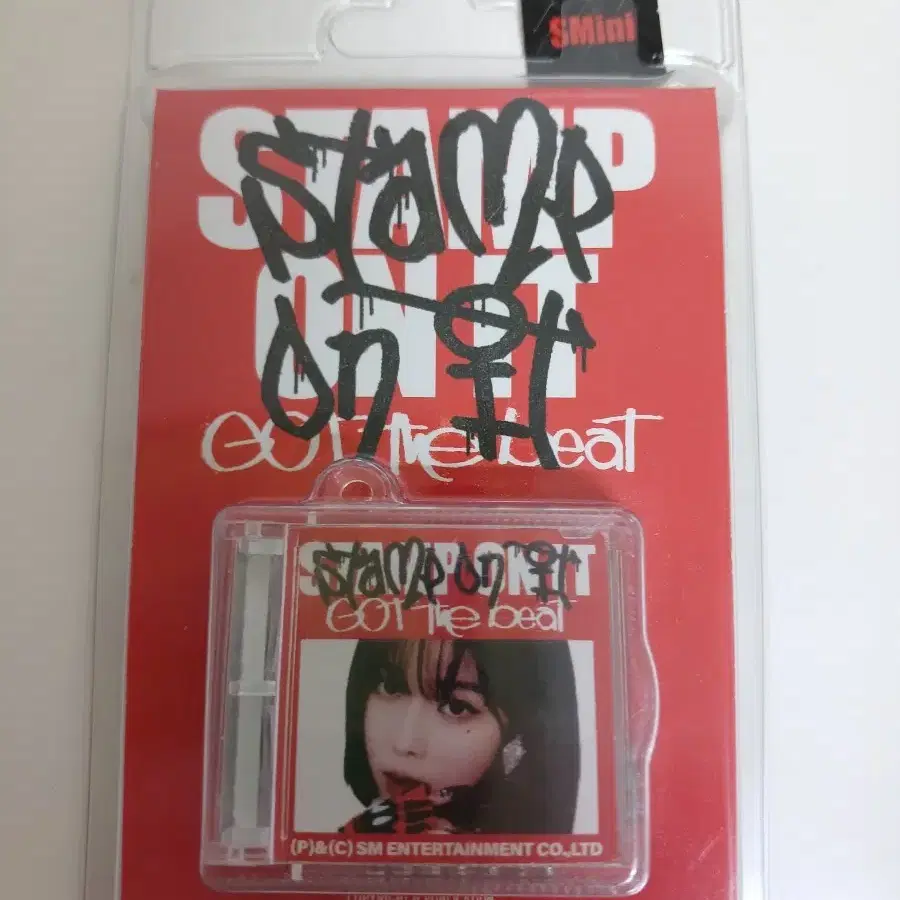 SMini
STAMP
Stamp
ON IT
on it
GOT the beat
STAMP ON IT
Stamp on it
GOT the beat
(P)&(C) SM ENTERTAINMENT CO.,LTD